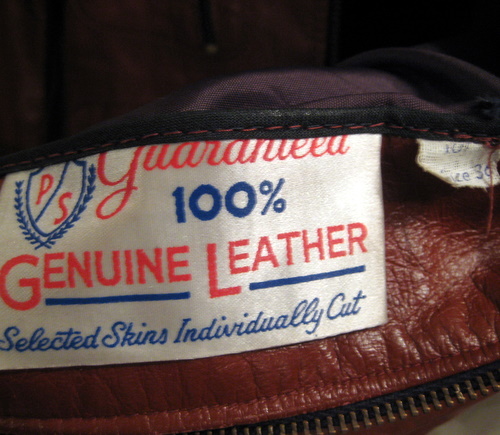 Guaranteed
P
S
100%
GENUINE LEATHER
Selected Skins Individually Cut